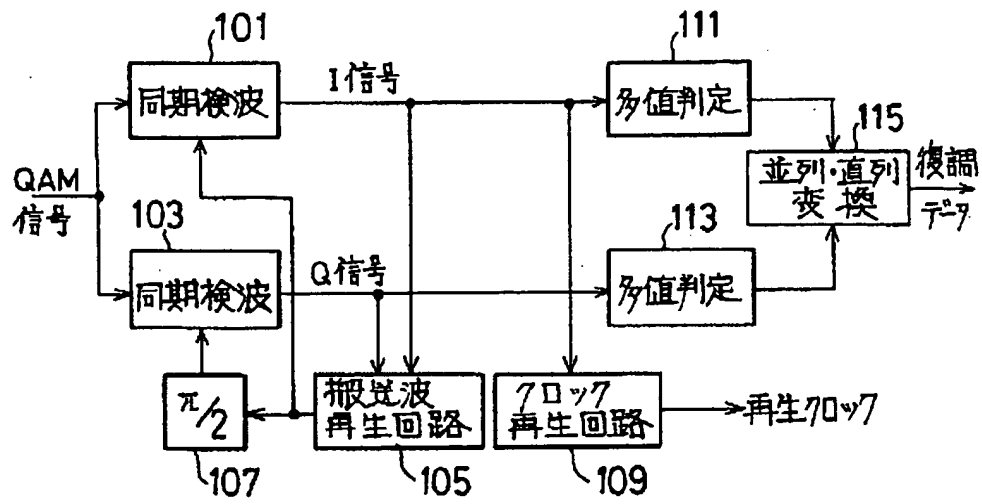 101
111
I信号
同期検波
多値判定
115
並列・直列
変換
復調
データ
QAM
信号
103
113
Q信号
同期検波
多値判定
π/2
搬送波
再生回路
クロック
再生回路
再生クロック
107
105
109